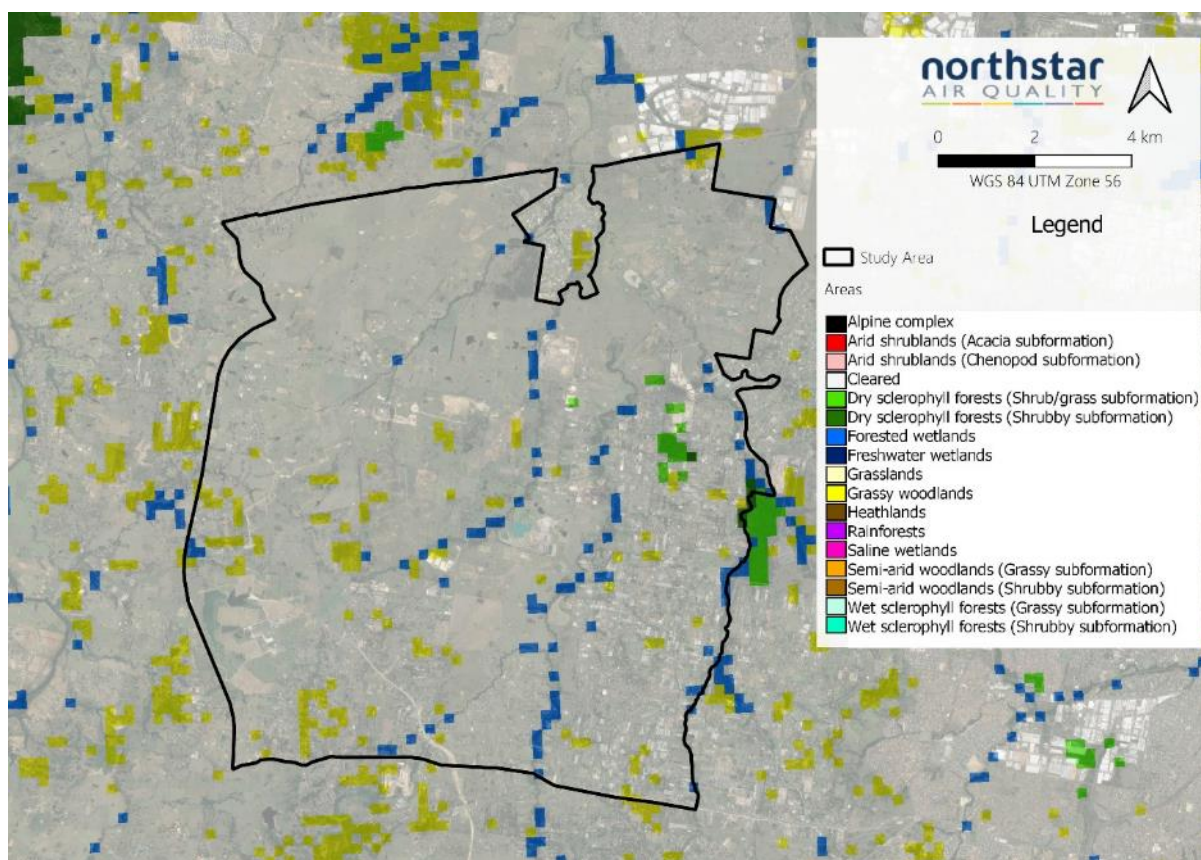 northstar
AIR QUALITY
0 2 4 km
WGS 84 UTM Zone 56
Legend
Study Area
Areas
Alpine complex
Arid shrublands (Acacia subformation)
Arid shrublands (Chenopod subformation)
Cleared
Dry sclerophyll forests (Shrub/grass subformation)
Dry sclerophyll forests (Shrubby subformation)
Forested wetlands
Freshwater wetlands
Grasslands
Grassy woodlands
Heathlands
Rainforests
Saline wetlands
Semi-arid woodlands (Grassy subformation)
Semi-arid woodlands (Shrubby subformation)
Wet sclerophyll forests (Grassy subformation)
Wet sclerophyll forests (Shrubby subformation)